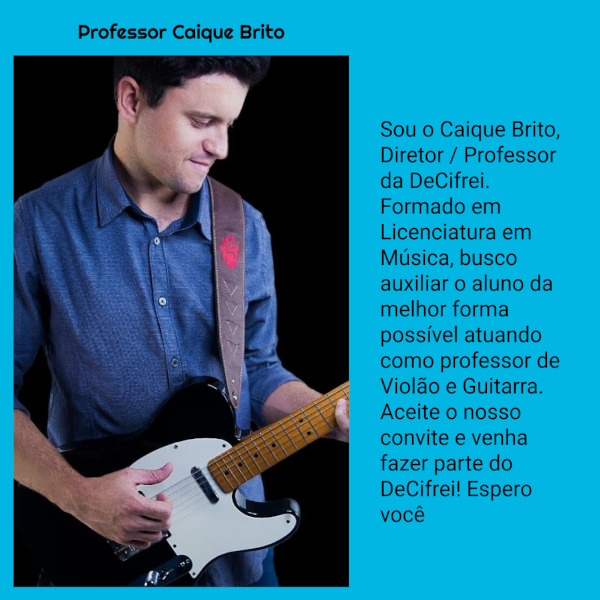 Professor Caique Brito
Sou o Caique Brito,
Diretor / Professor
da DeCifrei.
Formado em
Licenciatura em
Música, busco
auxiliar o aluno da
melhor forma
possível atuando
como professor de
Violão e Guitarra.
Aceite o nosso
convite e venha
fazer parte do
DeCifrei! Espero
você